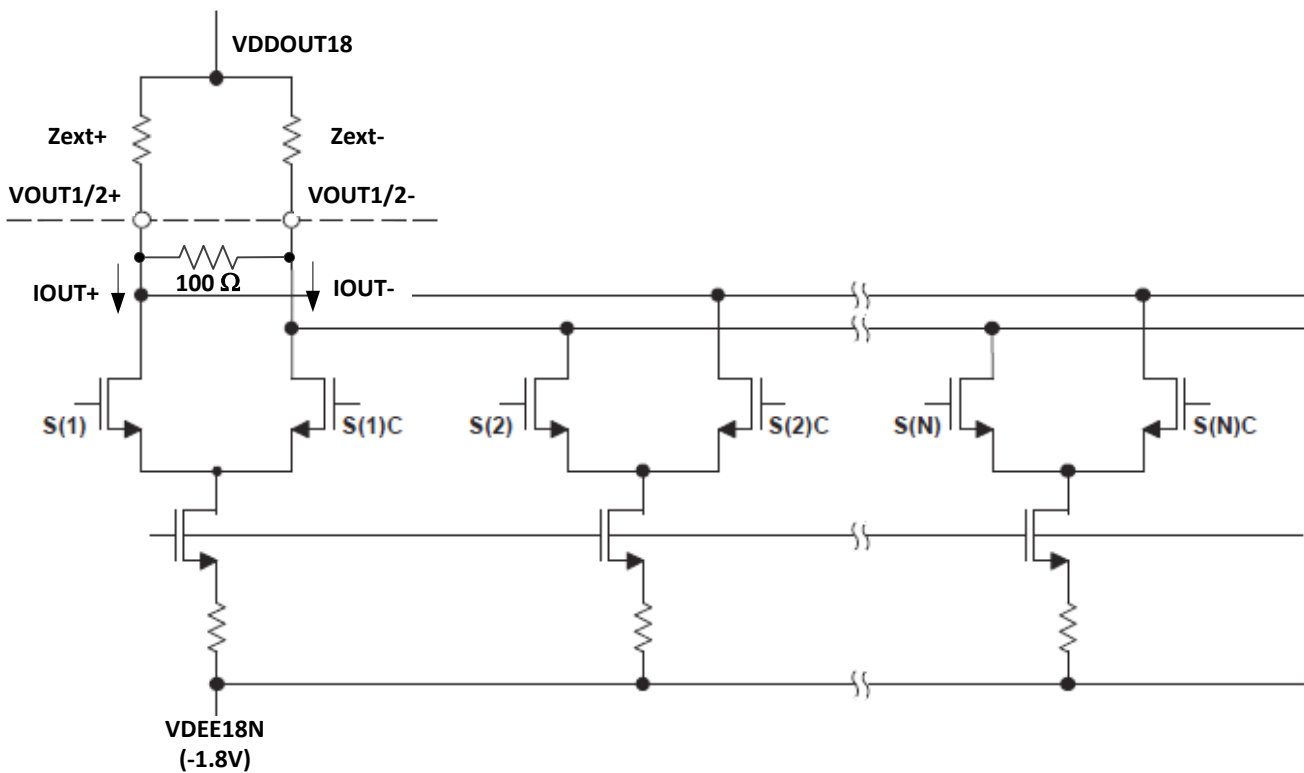 VDDOUT18
Zext+
Zext-
VOUT1/2+
VOUT1/2-
100 Ω
IOUT+
IOUT-
S(1)
S(1)C
S(2)
S(2)C
S(N)
S(N)C
VDEE18N
(-1.8V)